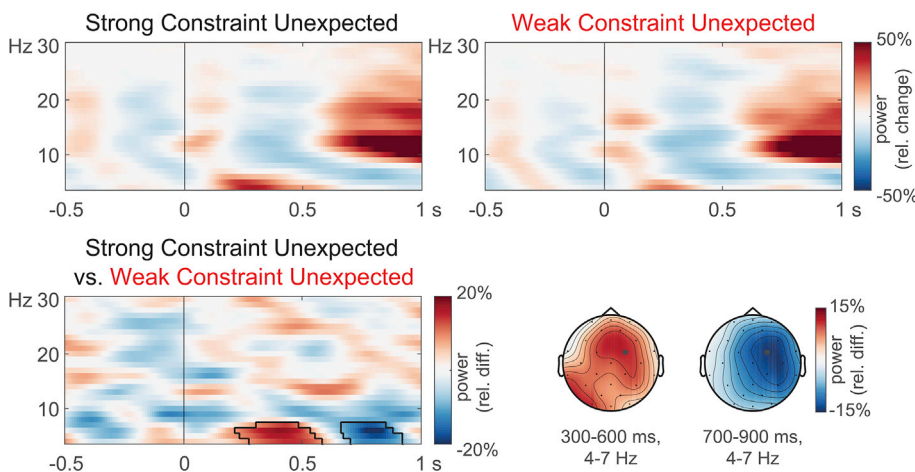 Strong Constraint Unexpected
Weak Constraint Unexpected
Hz 30
20
10
-0.5 0 0.5 1 s
-0.5 0 0.5 1 s
20
10
50%
-50%
power
(rel. change)
Strong Constraint Unexpected
vs. Weak Constraint Unexpected
Hz 30
20
10
-0.5 0 0.5 1 s
20%
-20%
power
(rel. diff.)
15%
-15%
power
(rel. diff.)
300-600 ms,
4-7 Hz
700-900 ms,
4-7 Hz